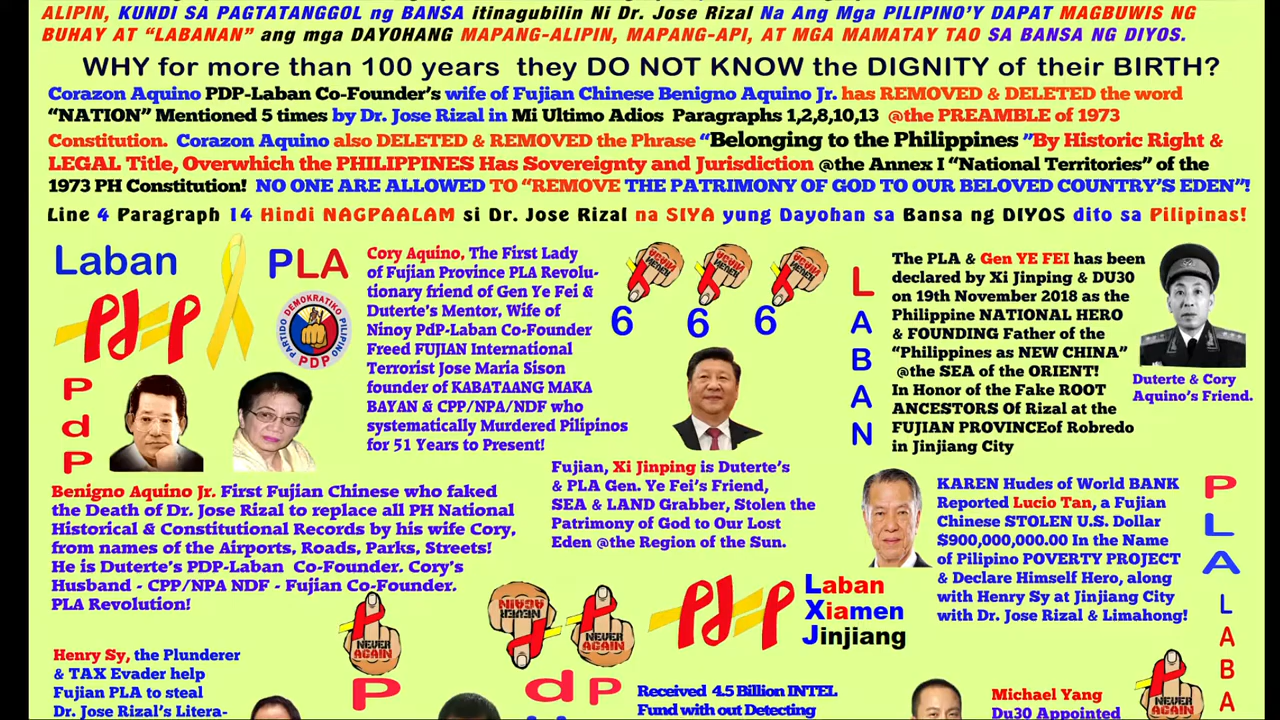 ALIPIN, KUNDI SA PAGTATANGGOL ng BANSA itinagubilin Ni Dr. Jose Rizal Na Ang Mga PILIPINO'Y DAPAT MAGBUWIS NG
BUHAY AT “LABANAN” ang mga DAYOHANG MAPANG-ALIPIN, MAPANG-API, AT MGA MAMATAY TAO SA BANSA NG DIYOS.
WHY for more than 100 years they DO NOT KNOW the DIGNITY of their BIRTH?
Corazon Aquino PDP-Laban Co-Founder's wife of Fujian Chinese Benigno Aquino Jr. has REMOVED & DELETED the word
“NATION” Mentioned 5 times by Dr. Jose Rizal in Mi Ultimo Adios Paragraphs 1,2,8,10,13 @the PREAMBLE of 1973
Constitution. Corazon Aquino also DELETED & REMOVED the Phrase “Belonging to the Philippines ”By Historic Right &
LEGAL Title, Overwhich the PHILIPPINES Has Sovereignty and Jurisdiction @the Annex I “National Territories” of the
1973 PH Constitution! NO ONE ARE ALLOWED TO “REMOVE THE PATRIMONY OF GOD TO OUR BELOVED COUNTRY'S EDEN”!
Line 4 Paragraph 14 Hindi NAGPAALAM si Dr. Jose Rizal na SIYA yung Dayohan sa Bansa ng DIYOS dito sa Pilipinas!
Laban
PLA
PDP
PARTIDO DEMOKRATIKO PILIPINO
PDP
PdP
Cory Aquino, The First Lady
of Fujian Province PLA Revolu-
tionary friend of Gen Ye Fei &
Duterte's Mentor, Wife of
Ninoy PdP-Laban Co-Founder
Freed FUJIAN International
Terrorist Jose Maria Sison
founder of KABATAANG MAKA
BAYAN & CPP/NPA/NDF who
systematically Murdered Pilipinos
for 51 Years to Present!
NEVER AGAIN
NEVER AGAIN
NEVER AGAIN
6 6 6
LABAN
The PLA & Gen YE FEI has been
declared by Xi Jinping & DU30
on 19th November 2018 as the
Philippine NATIONAL HERO
& FOUNDING Father of the
“Philippines as NEW CHINA”
@the SEA of the ORIENT!
In Honor of the Fake ROOT
ANCESTORS Of Rizal at the
FUJIAN PROVINCEof Robredo
in Jinjiang City
Duterte & Cory
Aquino's Friend.
Benigno Aquino Jr. First Fujian Chinese who faked
the Death of Dr. Jose Rizal to replace all PH National
Historical & Constitutional Records by his wife Cory,
from names of the Airports, Roads, Parks, Streets!
He is Duterte's PDP-Laban Co-Founder. Cory's
Husband - CPP/NPA NDF - Fujian Co-Founder.
PLA Revolution!
Fujian, Xi Jinping is Duterte's
& PLA Gen. Ye Fei's Friend,
SEA & LAND Grabber, Stolen the
Patrimony of God to Our Lost
Eden @the Region of the Sun.
KAREN Hudes of World BANK
Reported Lucio Tan, a Fujian
Chinese STOLEN U.S. Dollar
$900,000,000.00 In the Name
of Pilipino POVERTY PROJECT
& Declare Himself Hero, along
with Henry Sy at Jinjiang City
with Dr. Jose Rizal & Limahong!
PLA LABA
NEVER AGAIN
NEVER AGAIN
NEVER AGAIN
PDP
Laban
Xiamen
Jinjiang
Henry Sy, the Plunderer
& TAX Evader help
Fujian PLA to steal
Dr. Jose Rizal's Litera-
P
d P
Received 4.5 Billion INTEL
Fund with out Detecting
Michael Yang
Du30 Appointed
NEVER AGAIN